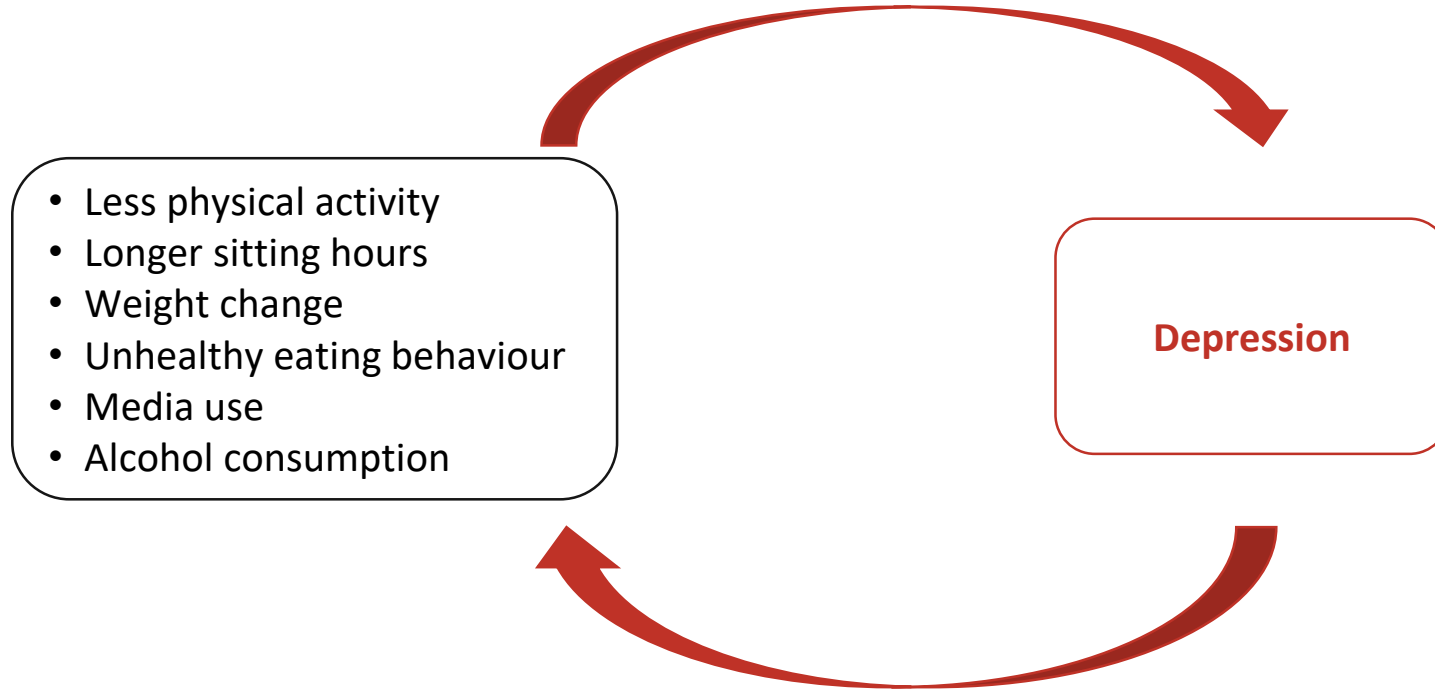 • Less physical activity
• Longer sitting hours
• Weight change
• Unhealthy eating behaviour
• Media use
• Alcohol consumption
Depression